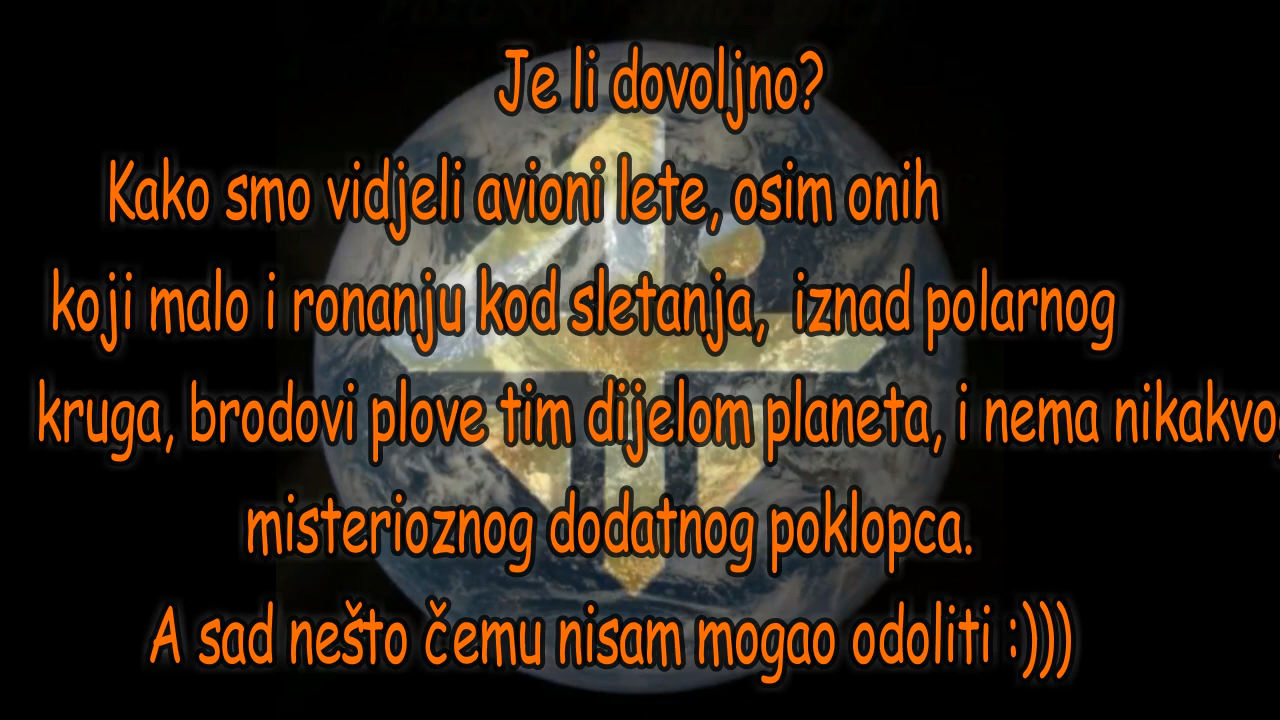 Je li dovoljno?
Kako smo vidjeli avioni lete, osim onih
koji malo i ronanju kod sletanja, iznad polarnog
kruga, brodovi plove tim dijelom planeta, i nema nikakvog
misterioznog dodatnog poklopca.
A sad nešto čemu nisam mogao odoliti :)))